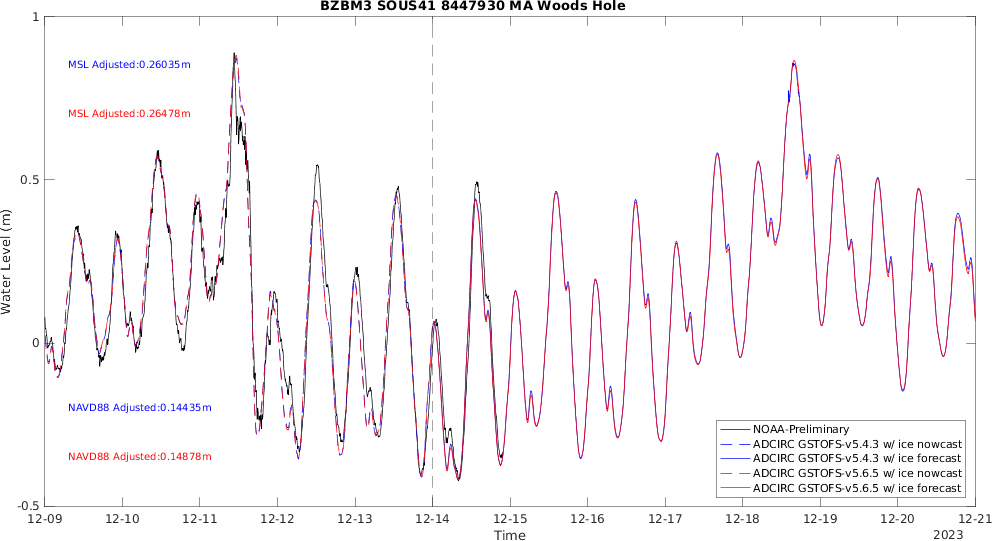 BZBM3 SOUS41 8447930 MA Woods Hole
1
MSL Adjusted:0.26035m
MSL Adjusted:0.26478m
0.5
Water Level (m)
0
NAVD88 Adjusted:0.14435m
NAVD88 Adjusted:0.14878m
NOAA-Preliminary
ADCIRC GSTOFS-v5.4.3 w/ ice nowcast
ADCIRC GSTOFS-v5.4.3 w/ ice forecast
ADCIRC GSTOFS-v5.6.5 w/ ice nowcast
ADCIRC GSTOFS-v5.6.5 w/ ice forecast
-0.5
12-09 12-10 12-11 12-12 12-13 12-14 12-15 12-16 12-17 12-18 12-19 12-20 12-21
Time
2023